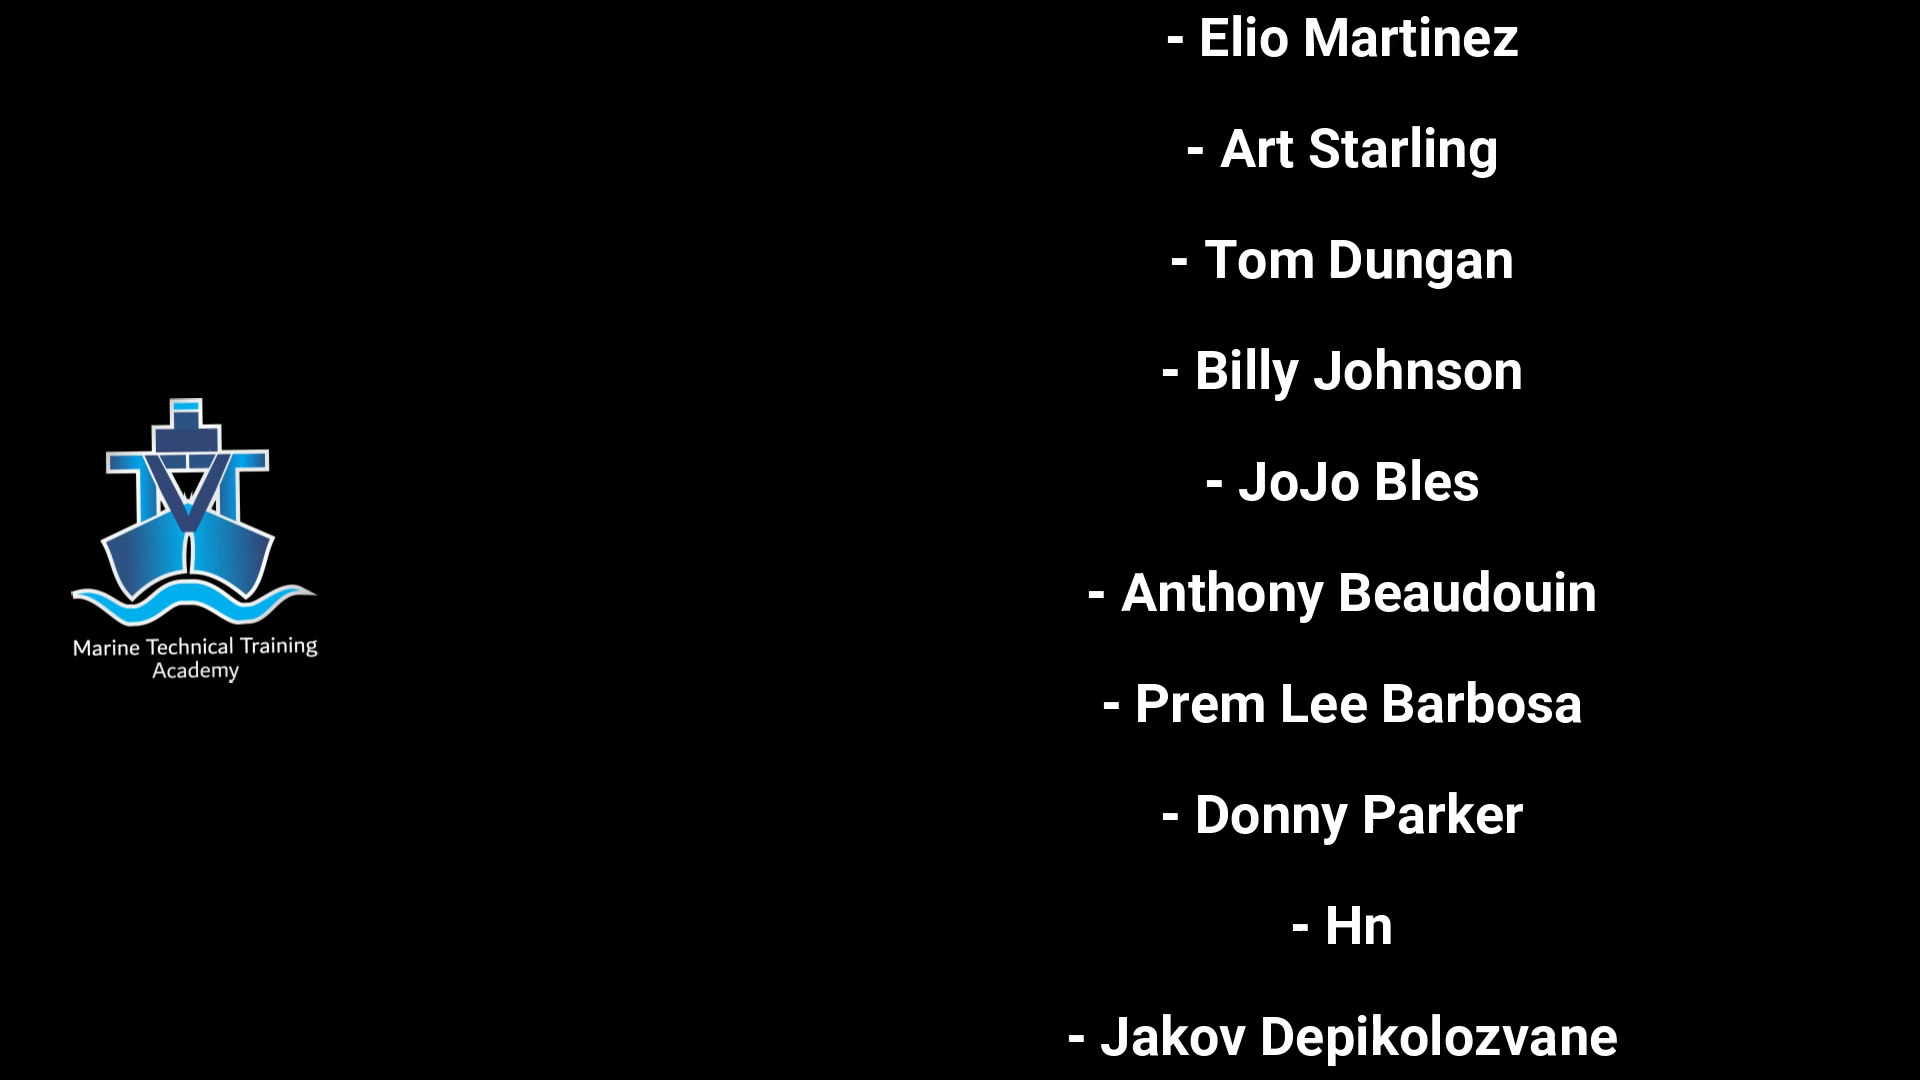 - Elio Martinez
- Art Starling
- Tom Dungan
- Billy Johnson
- JoJo Bles
- Anthony Beaudouin
- Prem Lee Barbosa
- Donny Parker
- Hn
- Jakov Depikolozvane
Marine Technical Training
Academy